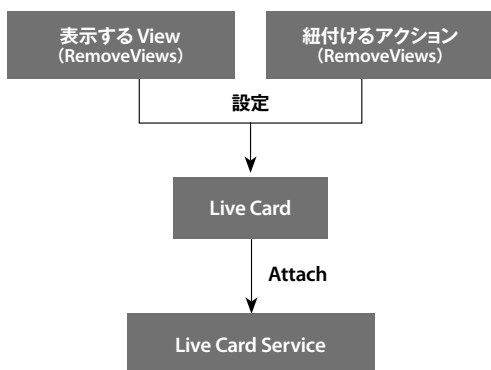 表示する View
（RemoveViews）
紐付けるアクション
（RemoveViews）
設定
Live Card
Attach
Live Card Service